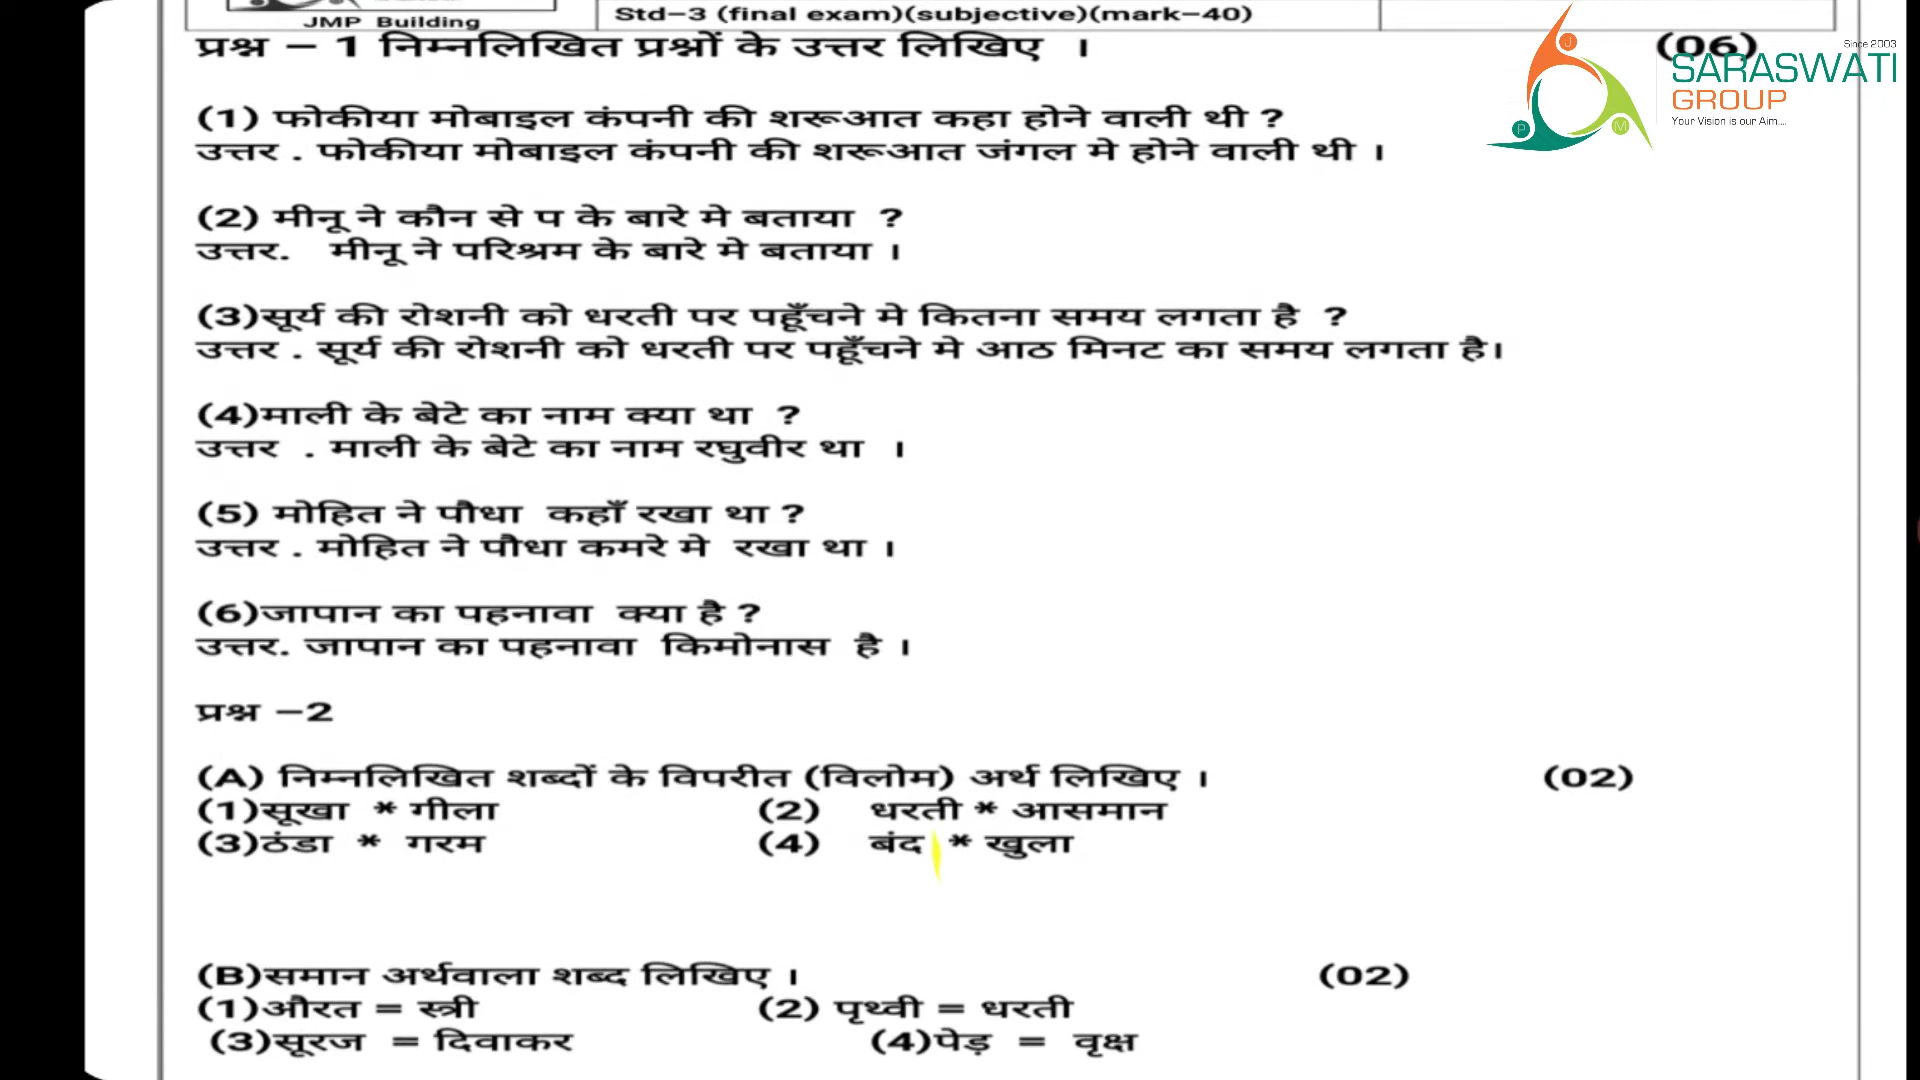 JMP Building
Std-3 (final exam)(subjective)(mark-40)
प्रश्न - 1 निम्नलिखित प्रश्नों के उत्तर लिखिए ।
(06)
Since 2003
SARASWATI
GROUP
Your Vision is our Aim....
J
P
M
(1) फोकीया मोबाइल कंपनी की शरूआत कहा होने वाली थी ?
उत्तर . फोकीया मोबाइल कंपनी की शरूआत जंगल मे होने वाली थी ।
(2) मीनू ने कौन से प के बारे मे बताया ?
उत्तर. मीनू ने परिश्रम के बारे मे बताया ।
(3)सूर्य की रोशनी को धरती पर पहूँचने मे कितना समय लगता है ?
उत्तर . सूर्य की रोशनी को धरती पर पहूँचने मे आठ मिनट का समय लगता है।
(4)माली के बेटे का नाम क्या था ?
उत्तर . माली के बेटे का नाम रघुवीर था ।
(5) मोहित ने पौधा कहाँ रखा था ?
उत्तर . मोहित ने पौधा कमरे मे रखा था ।
(6)जापान का पहनावा क्या है ?
उत्तर. जापान का पहनावा किमोनास है ।
प्रश्न -2
(A) निम्नलिखित शब्दों के विपरीत (विलोम) अर्थ लिखिए । (02)
(1)सूखा * गीला (2) धरती * आसमान
(3)ठंडा * गरम (4) बंद * खुला
(B)समान अर्थवाला शब्द लिखिए । (02)
(1)औरत = स्त्री (2) पृथ्वी = धरती
(3)सूरज = दिवाकर (4)पेड़ = वृक्ष